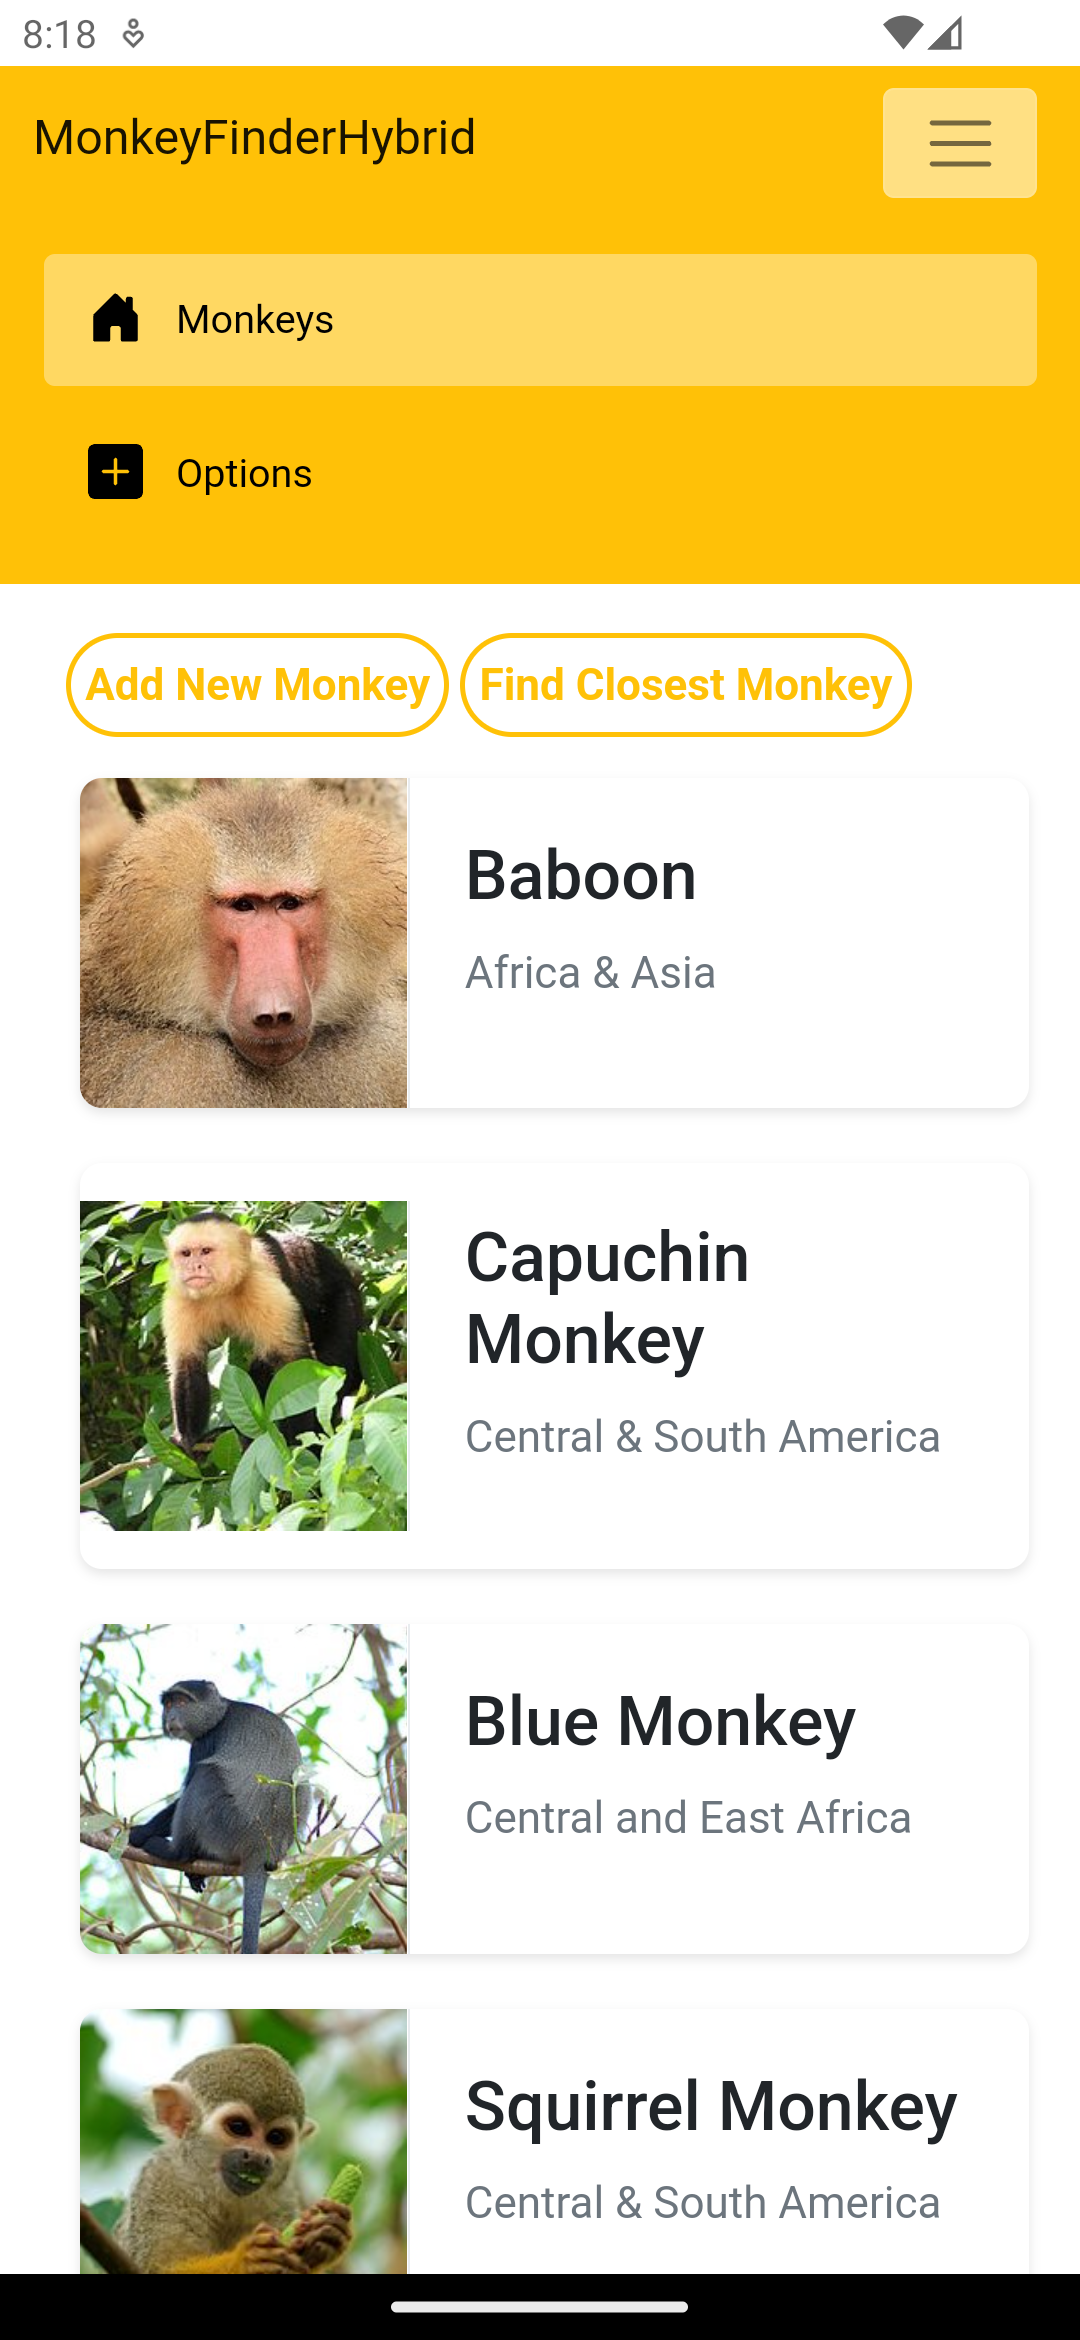 8:18
MonkeyFinderHybrid
Monkeys
Options
Add New Monkey Find Closest Monkey
Baboon
Africa & Asia
Capuchin
Monkey
Central & South America
Blue Monkey
Central and East Africa
Squirrel Monkey
Central & South America